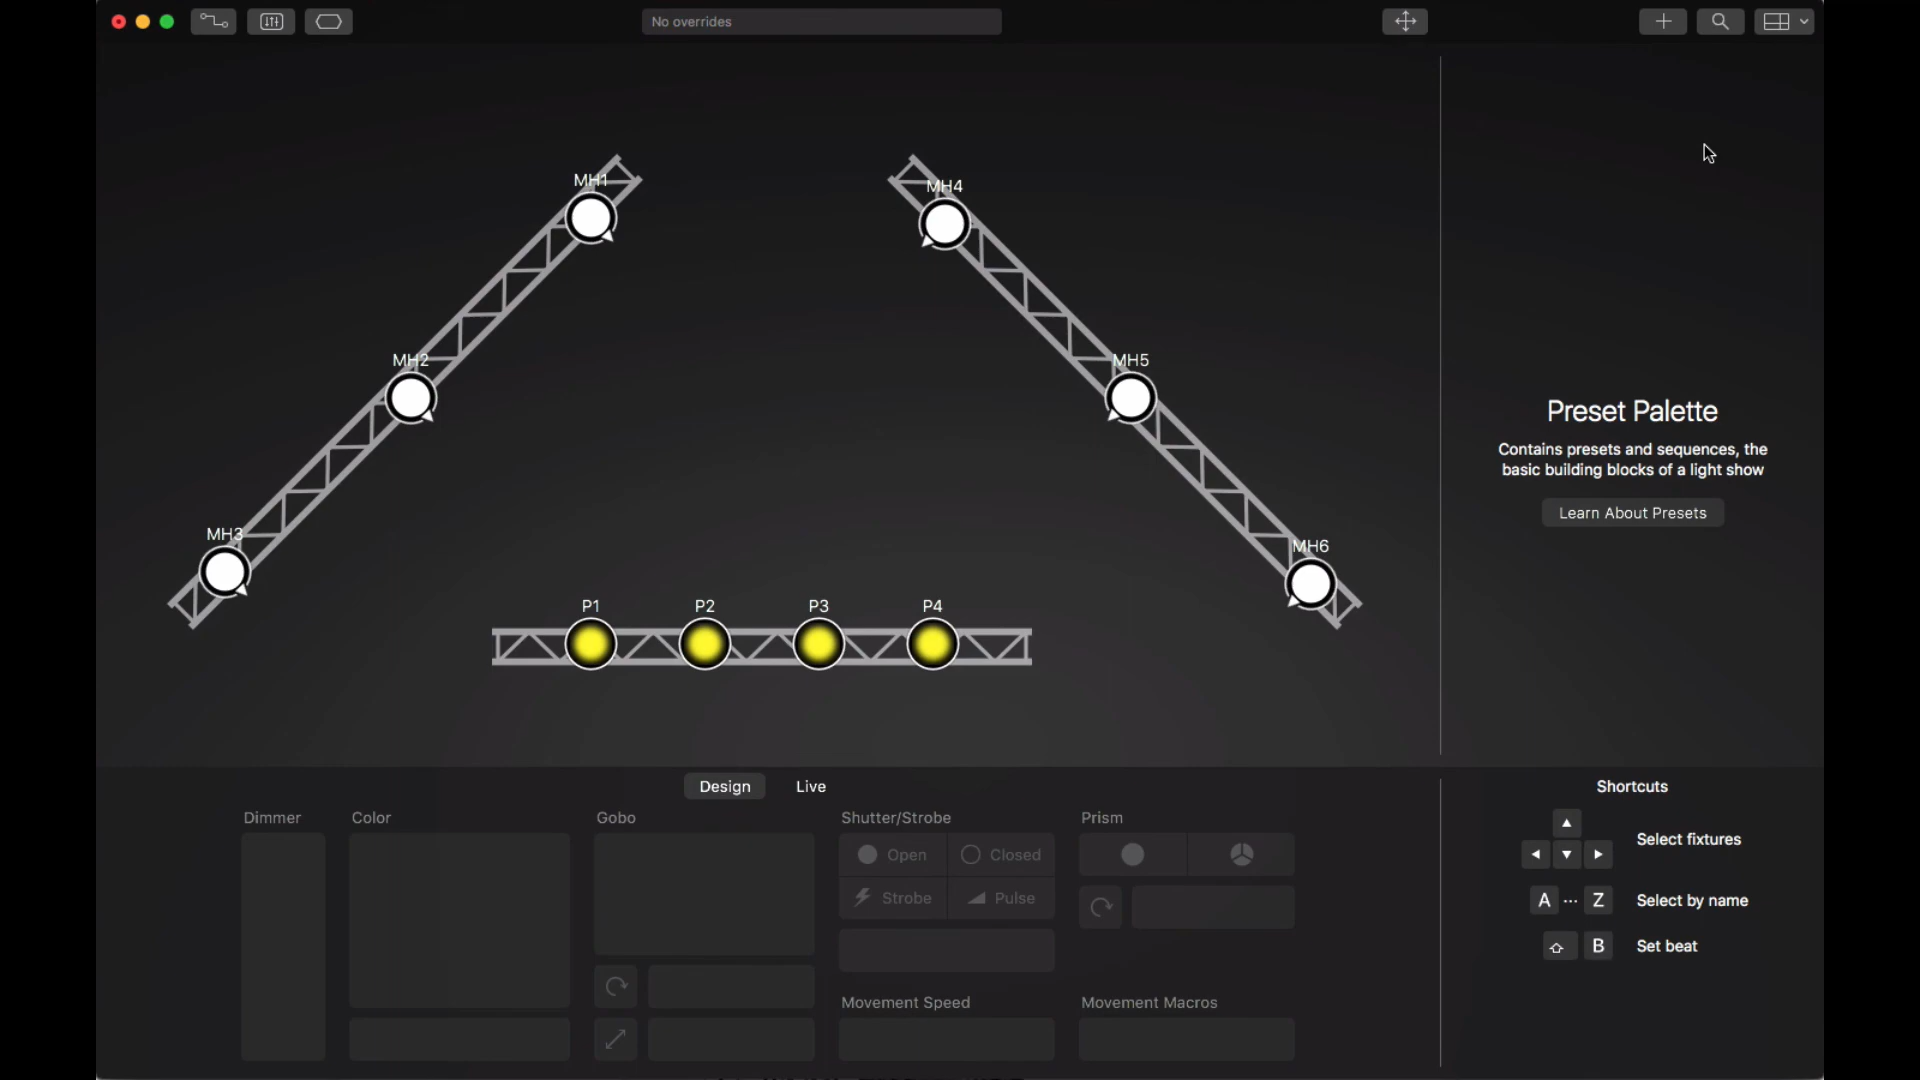 No overrides
MH1
MH4
MH2
MH5
MH3
MH6
P1
P2
P3
P4
Preset Palette
Contains presets and sequences, the
basic building blocks of a light show
Learn About Presets
Design
Live
Dimmer
Color
Gobo
Shutter/Strobe
Open
Closed
Strobe
Pulse
Prism
Movement Speed
Movement Macros
Shortcuts
Select fixtures
A ... Z
Select by name
B
Set beat